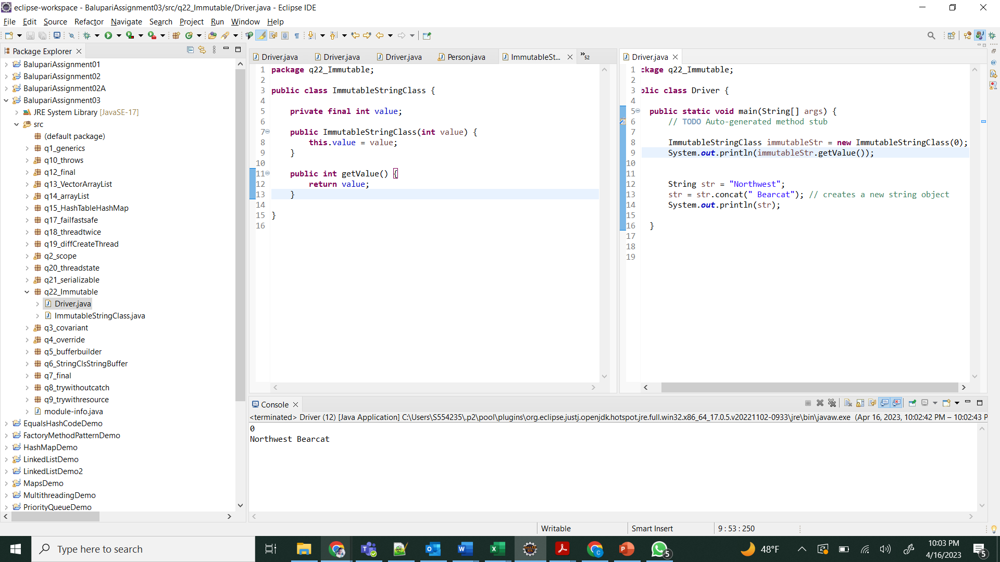 eclipse-workspace - BalupariAssignment03/src/q22_Immutable/Driver.java - Eclipse IDE
File Edit Source Refactor Navigate Search Project Run Window Help
Package Explorer
BalupariAssignment01
BalupariAssignment02
BalupariAssignment02A
BalupariAssignment03
JRE System Library [JavaSE-17]
src
(default package)
q1_generics
q10_throws
q12_final
q13_VectorArrayList
q14_arrayList
q15_HashTableHashMap
q17_failfastsafe
q18_threadtwice
q19_diffCreateThread
q2_scope
q20_threadstate
q21_serializable
q22_Immutable
Driver.java
ImmutableStringClass.java
q3_covariant
q4_override
q5_bufferbuilder
q6_StringClsStringBuffer
q7_final
q8_trywithoutcatch
q9_trywithresource
module-info.java
EqualsHashCodeDemo
FactoryMethodPatternDemo
HashMapDemo
LinkedListDemo
LinkedListDemo2
MapsDemo
MultithreadingDemo
PriorityQueueDemo
Driver.java Driver.java Driver.java Person.java ImmutableSt... »52
1 package q22_Immutable;
2
3 public class ImmutableStringClass {
4
5 private final int value;
6
7 public ImmutableStringClass(int value) {
8 this.value = value;
9 }
10
11 public int getValue() {
12 return value;
13 }
14
15 }
16
Driver.java
1 ckage q22_Immutable;
2
3 blic class Driver {
4
5 public static void main(String[] args) {
6 // TODO Auto-generated method stub
7
8 ImmutableStringClass immutableStr = new ImmutableStringClass(0);
9 System.out.println(immutableStr.getValue());
10
11
12 String str = "Northwest";
13 str = str.concat(" Bearcat"); // creates a new string object
14 System.out.println(str);
15
16 }
17
18
19
Console
<terminated> Driver (12) [Java Application] C:\Users\S554235\.p2\pool\plugins\org.eclipse.justj.openjdk.hotspot.jre.full.win32.x86_64_17.0.5.v20221102-0933\jre\bin\javaw.exe (Apr 16, 2023, 10:02:42 PM – 10:02:43 P
0
Northwest Bearcat
Writable Smart Insert 9 : 53 : 250
Type here to search
5
48°F
10:03 PM
4/16/2023
5